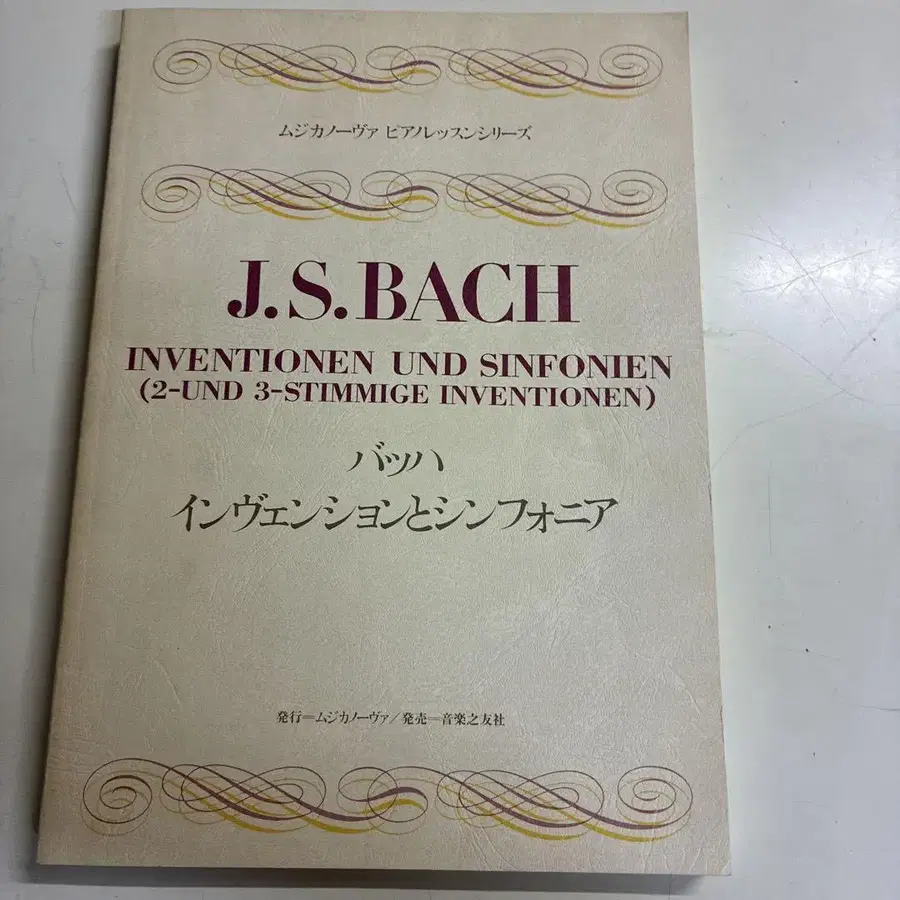 ムジカノーヴァ ピアノレッスンシリーズ
J.S.BACH
INVENTIONEN UND SINFONIEN
(2-UND 3-STIMMIGE INVENTIONEN)
バッハ
インヴェンションとシンフォニア
発行=ムジカノーヴァ/発売=音楽之友社